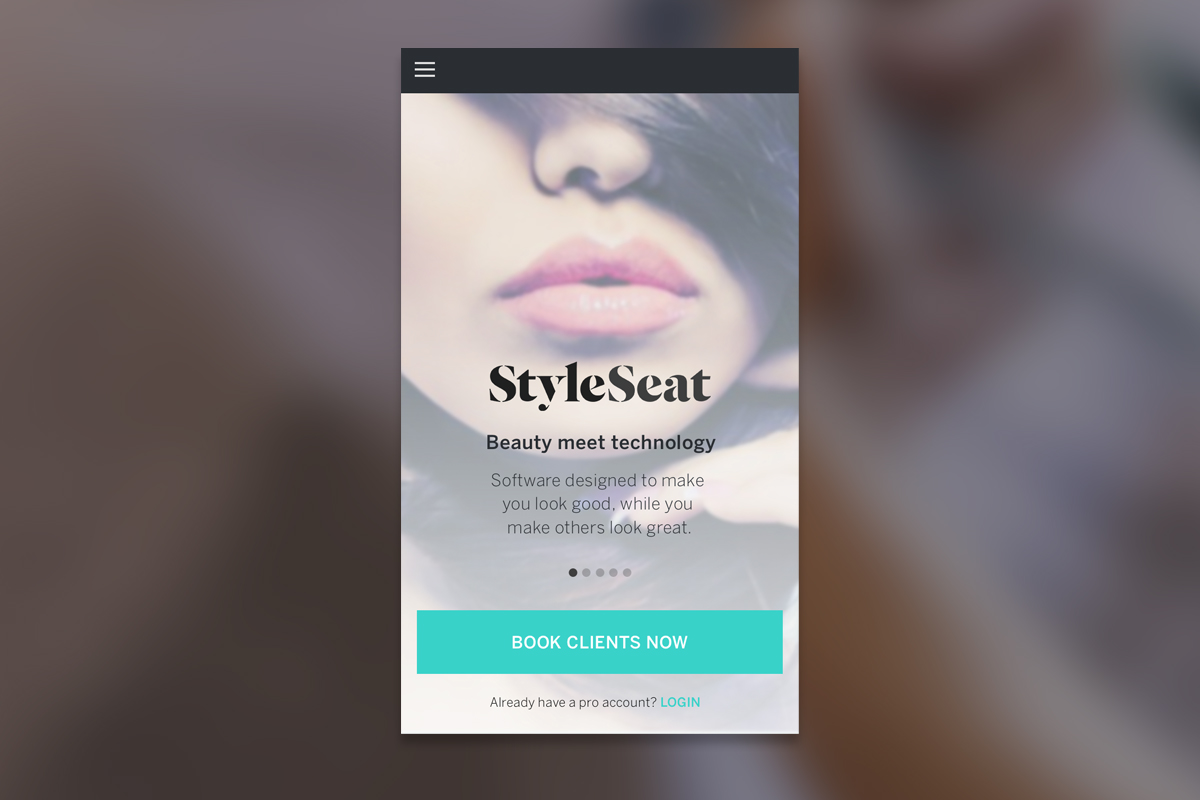 StyleSeat
Beauty meet technology
Software designed to make
you look good, while you
make others look great.
BOOK CLIENTS NOW
Already have a pro account? LOGIN